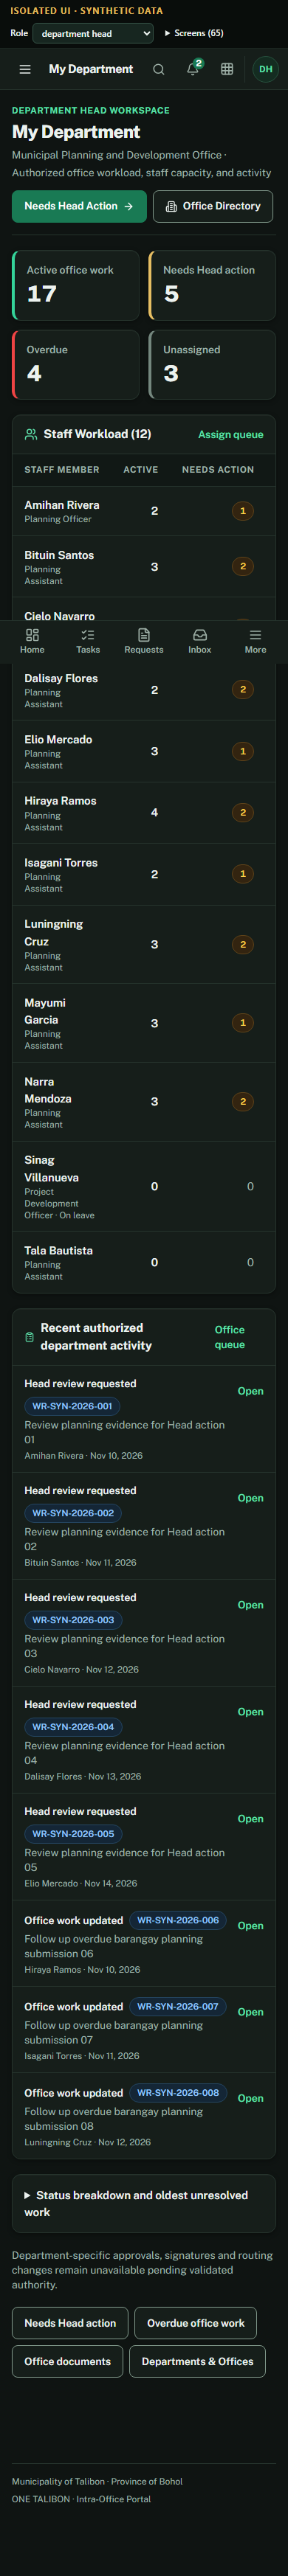 ISOLATED UI · SYNTHETIC DATA
Role department head ▶ Screens (65)
My Department 2 DH
DEPARTMENT HEAD WORKSPACE
My Department
Municipal Planning and Development Office ·
Authorized office workload, staff capacity, and activity
Needs Head Action → Office Directory
Active office work
17
Needs Head action
5
Overdue
4
Unassigned
3
Staff Workload (12) Assign queue
STAFF MEMBER ACTIVE NEEDS ACTION
Amihan Rivera
Planning Officer
2 1
Bituin Santos
Planning
Assistant
3 2
Cielo Navarro
Home Tasks Requests Inbox More
Dalisay Flores
Planning
Assistant
2 2
Elio Mercado
Planning
Assistant
3 1
Hiraya Ramos
Planning
Assistant
4 2
Isagani Torres
Planning
Assistant
2 1
Luningning
Cruz
Planning
Assistant
3 2
Mayumi
Garcia
Planning
Assistant
3 1
Narra
Mendoza
Planning
Assistant
3 2
Sinag
Villanueva
Project
Development
Officer · On leave
0 0
Tala Bautista
Planning
Assistant
0 0
Recent authorized
department activity
Office
queue
Head review requested
WR-SYN-2026-001
Open
Review planning evidence for Head action
01
Amihan Rivera · Nov 10, 2026
Head review requested
WR-SYN-2026-002
Open
Review planning evidence for Head action
02
Bituin Santos · Nov 11, 2026
Head review requested
WR-SYN-2026-003
Open
Review planning evidence for Head action
03
Cielo Navarro · Nov 12, 2026
Head review requested
WR-SYN-2026-004
Open
Review planning evidence for Head action
04
Dalisay Flores · Nov 13, 2026
Head review requested
WR-SYN-2026-005
Open
Review planning evidence for Head action
05
Elio Mercado · Nov 14, 2026
Office work updated WR-SYN-2026-006
Open
Follow up overdue barangay planning
submission 06
Hiraya Ramos · Nov 10, 2026
Office work updated WR-SYN-2026-007
Open
Follow up overdue barangay planning
submission 07
Isagani Torres · Nov 11, 2026
Office work updated WR-SYN-2026-008
Open
Follow up overdue barangay planning
submission 08
Luningning Cruz · Nov 12, 2026
▶ Status breakdown and oldest unresolved
work
Department-specific approvals, signatures and routing
changes remain unavailable pending validated
authority.
Needs Head action Overdue office work
Office documents Departments & Offices
Municipality of Talibon · Province of Bohol
ONE TALIBON · Intra-Office Portal